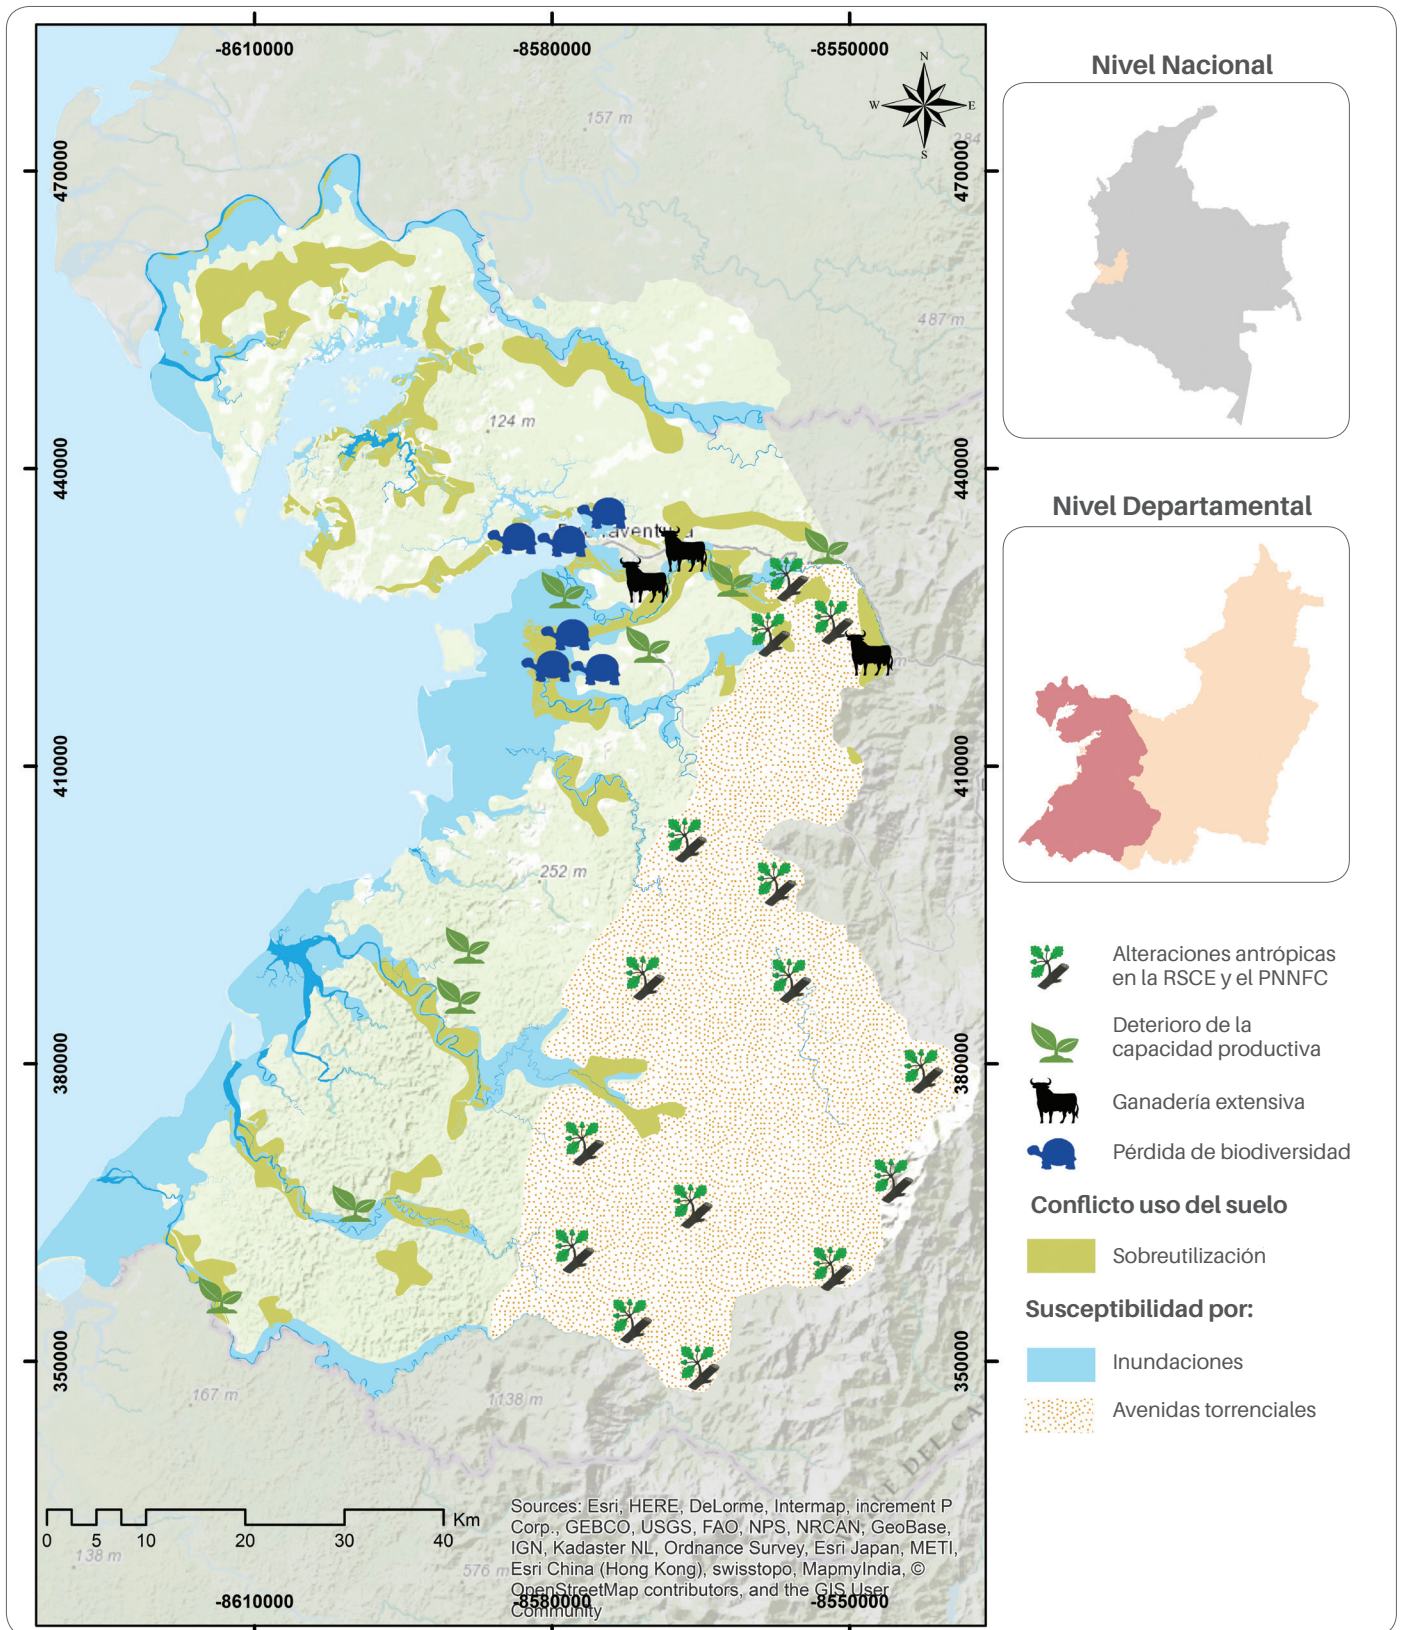 -8610000
-8580000
-8550000
N
W
E
S
157 m
284
470000
470000
487 m
124 m
440000
440000
Buenaventura
410000
410000
252 m
380000
380000
350000
350000
167 m
1138 m
Sources: Esri, HERE, DeLorme, Intermap, increment P
Corp., GEBCO, USGS, FAO, NPS, NRCAN, GeoBase,
IGN, Kadaster NL, Ordnance Survey, Esri Japan, METI,
Esri China (Hong Kong), swisstopo, MapmyIndia, ©
OpenStreetMap contributors, and the GIS User
Community
Km
0 5 10 20 30 40
138 m
576 m
-8610000
-8580000
-8550000
Nivel Nacional
Nivel Departamental
Alteraciones antrópicas
en la RSCE y el PNNFC
Deterioro de la
capacidad productiva
Ganadería extensiva
Pérdida de biodiversidad
Conflicto uso del suelo
Sobreutilización
Susceptibilidad por:
Inundaciones
Avenidas torrenciales